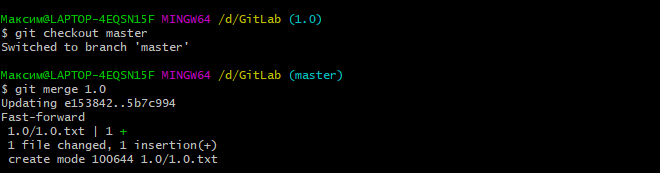 Максим@LAPTOP-4EQSN15F MINGW64 /d/GitLab (1.0)
$ git checkout master
Switched to branch 'master'
Максим@LAPTOP-4EQSN15F MINGW64 /d/GitLab (master)
$ git merge 1.0
Updating e153842..5b7c994
Fast-forward
 1.0/1.0.txt | 1 +
 1 file changed, 1 insertion(+)
 create mode 100644 1.0/1.0.txt